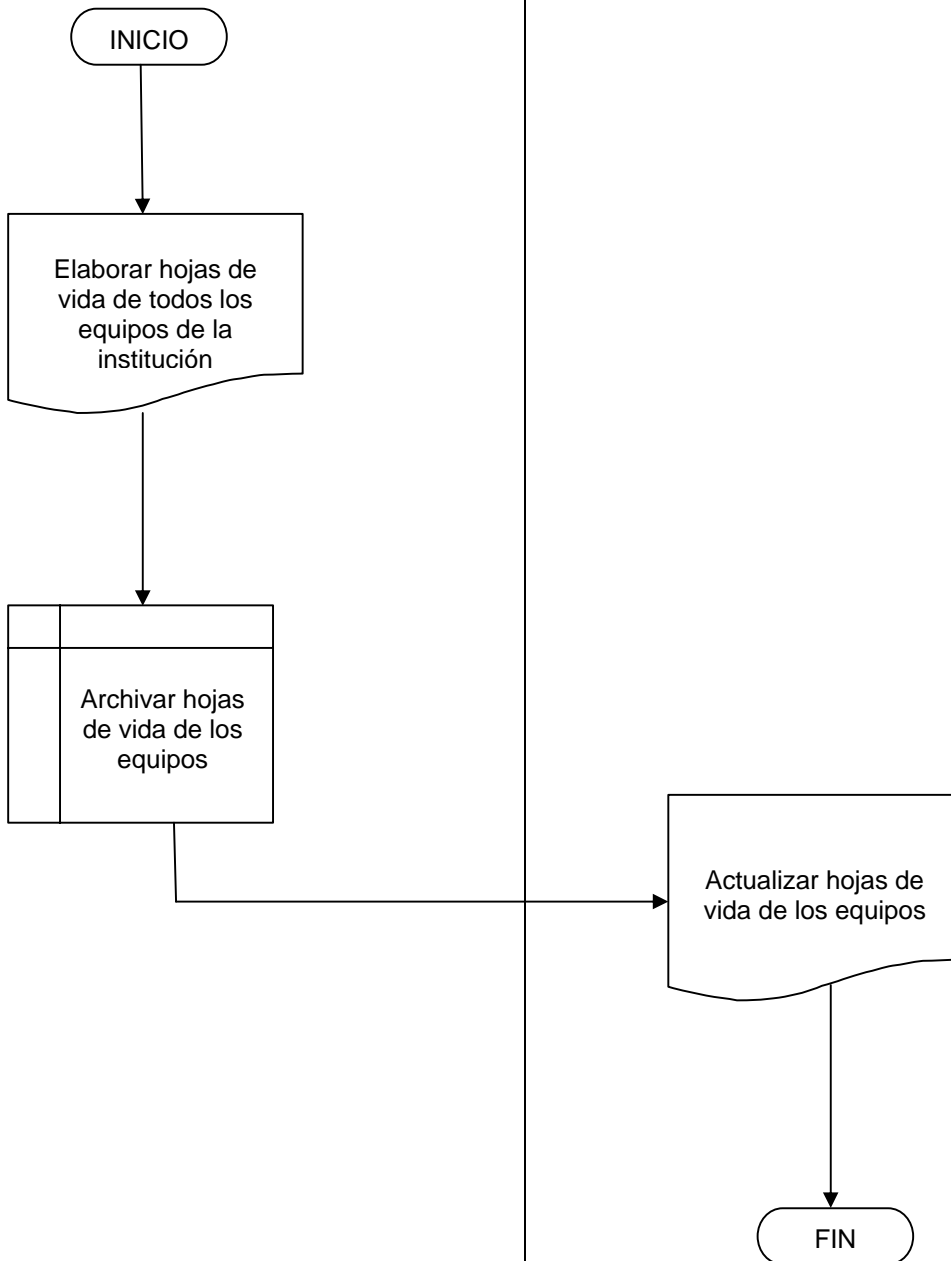 INICIO
Elaborar hojas de
vida de todos los
equipos de la
institución
Archivar hojas
de vida de los
equipos
Actualizar hojas de
vida de los equipos
FIN